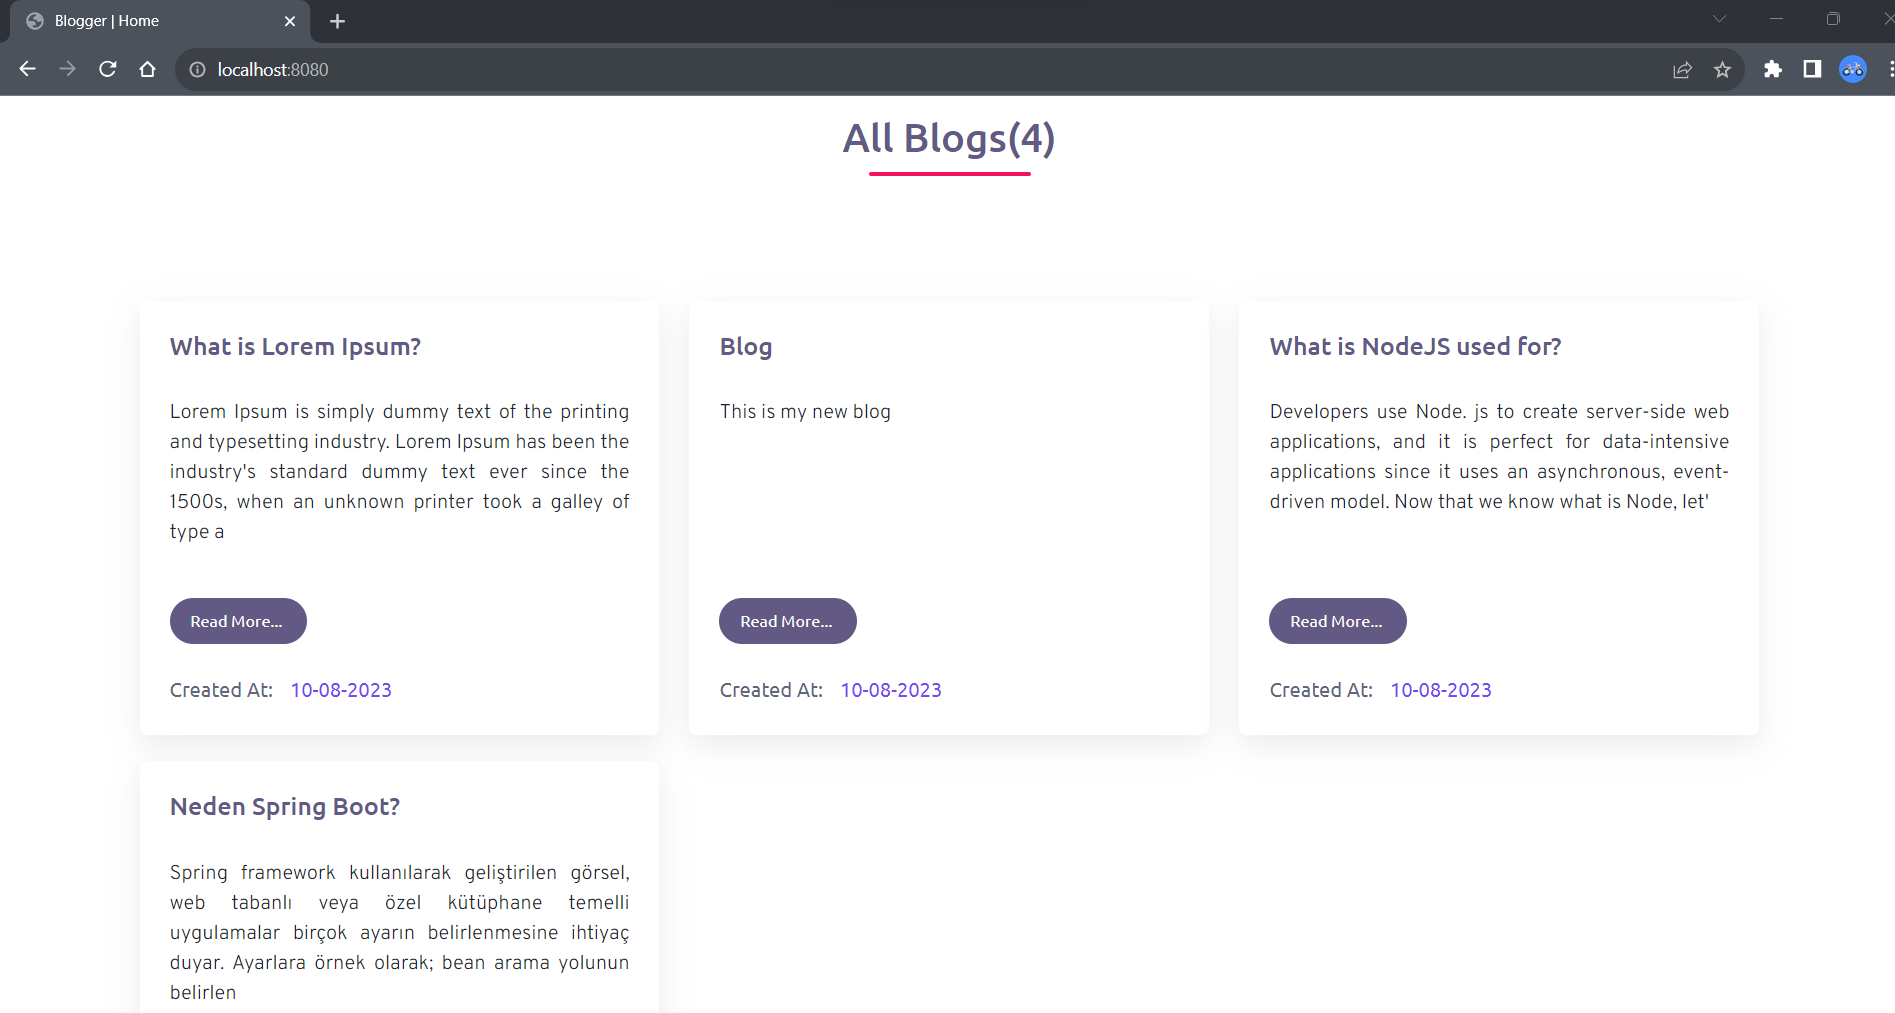 Blogger | Home
localhost:8080
All Blogs(4)
What is Lorem Ipsum?
Lorem Ipsum is simply dummy text of the printing
and typesetting industry. Lorem Ipsum has been the
industry's standard dummy text ever since the
1500s, when an unknown printer took a galley of
type a
Read More...
Created At: 10-08-2023
Blog
This is my new blog
Read More...
Created At: 10-08-2023
What is NodeJS used for?
Developers use Node. js to create server-side web
applications, and it is perfect for data-intensive
applications since it uses an asynchronous, event-
driven model. Now that we know what is Node, let'
Read More...
Created At: 10-08-2023
Neden Spring Boot?
Spring framework kullanılarak geliştirilen görsel,
web tabanlı veya özel kütüphane temelli
uygulamalar birçok ayarın belirlenmesine ihtiyaç
duyar. Ayarlara örnek olarak; bean arama yolunun
belirlen